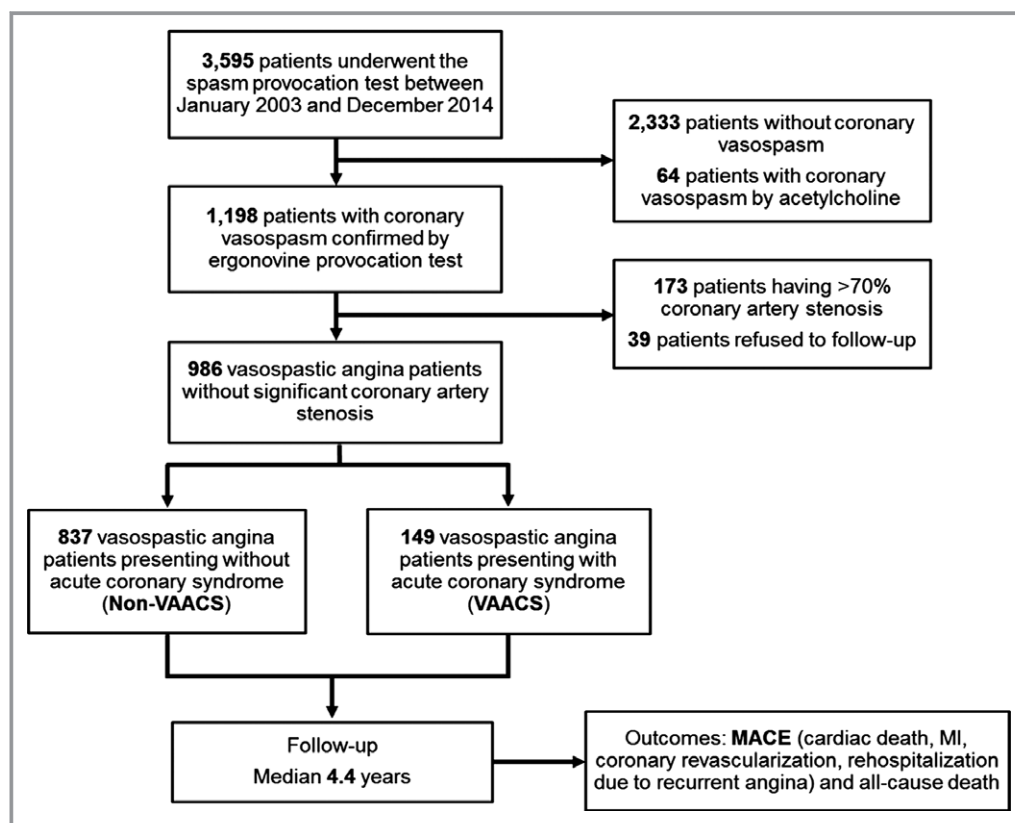 3,595 patients underwent the
spasm provocation test between
January 2003 and December 2014
2,333 patients without coronary
vasospasm
64 patients with coronary
vasospasm by acetylcholine
1,198 patients with coronary
vasospasm confirmed by
ergonovine provocation test
173 patients having >70%
coronary artery stenosis
39 patients refused to follow-up
986 vasospastic angina patients
without significant coronary artery
stenosis
837 vasospastic angina
patients presenting without
acute coronary syndrome
(Non-VAACS)
149 vasospastic angina
patients presenting with
acute coronary syndrome
(VAACS)
Follow-up
Median 4.4 years
Outcomes: MACE (cardiac death, MI,
coronary revascularization, rehospitalization
due to recurrent angina) and all-cause death